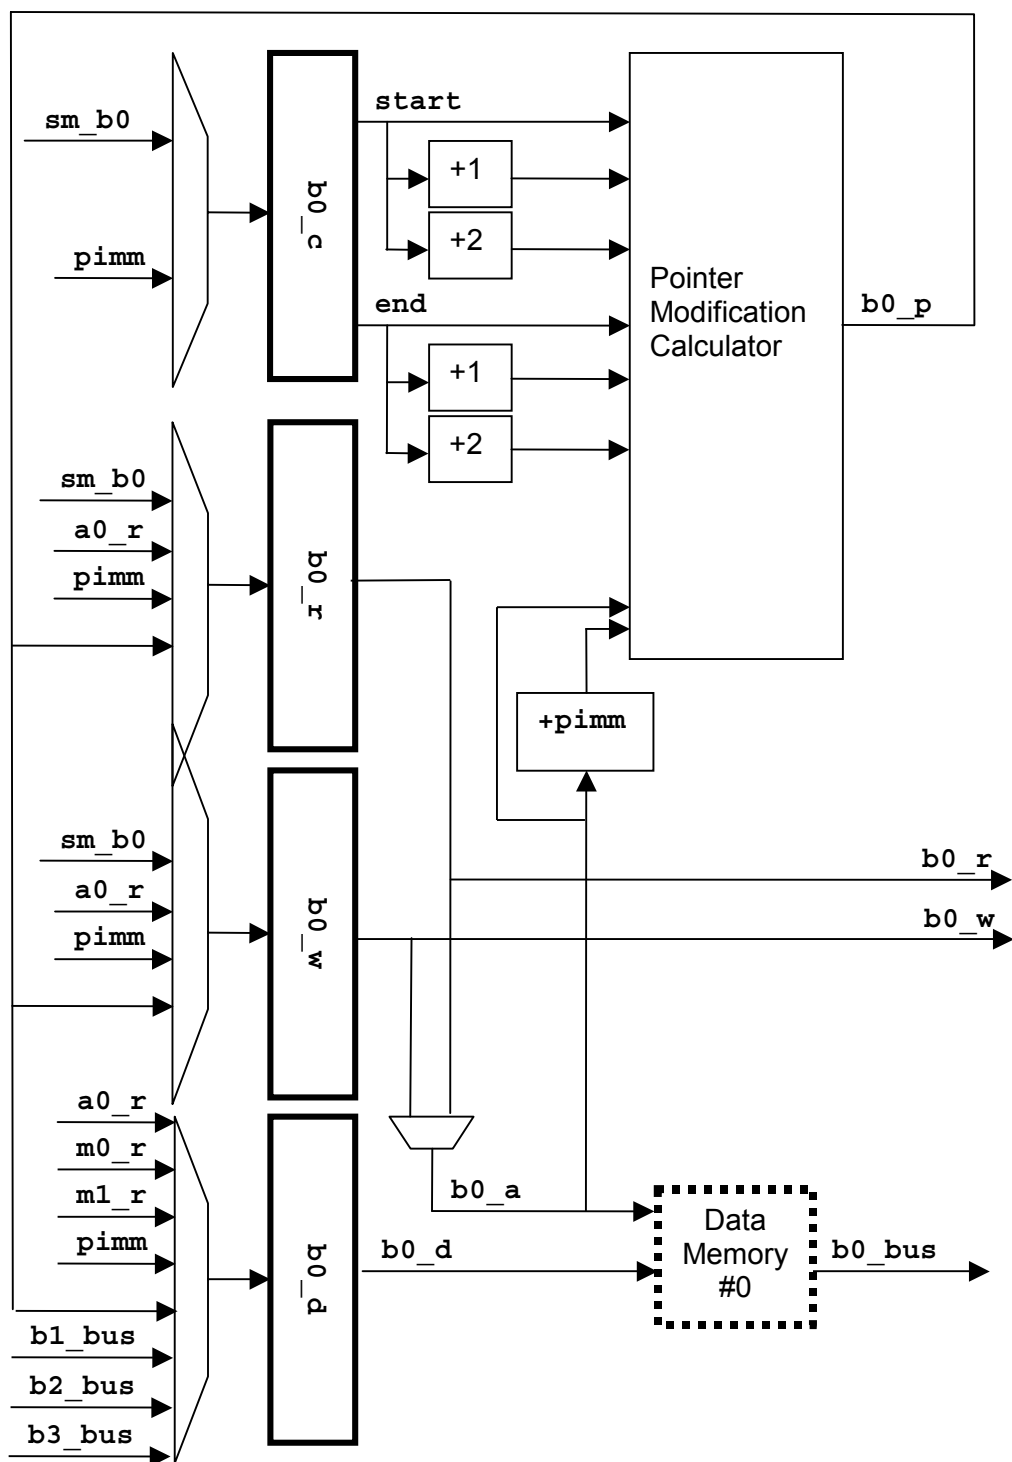 sm_b0
pimm
b0_c
start
+1
+2
end
+1
+2
Pointer
Modification
Calculator
b0_p
sm_b0
a0_r
pimm
b0_r
+pimm
sm_b0
a0_r
pimm
b0_w
b0_r
b0_w
a0_r
m0_r
m1_r
pimm
b1_bus
b2_bus
b3_bus
b0_d
b0_a
b0_d
Data
Memory
#0
b0_bus